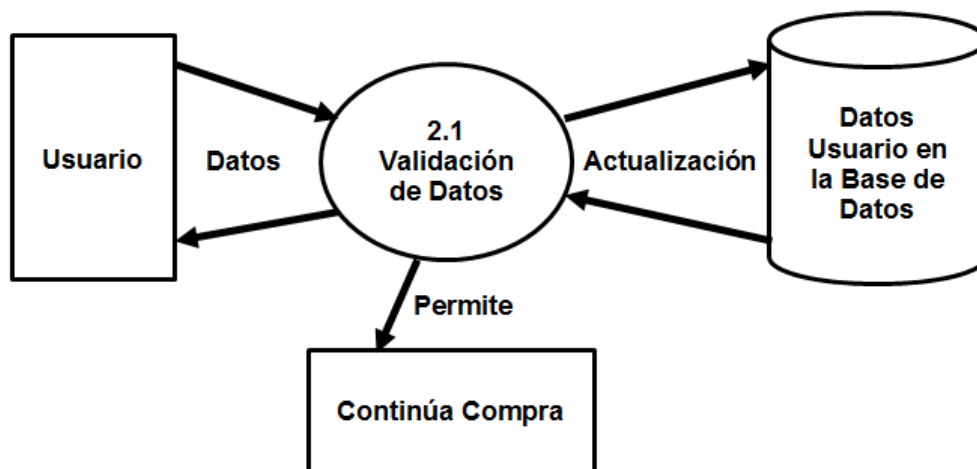 Usuario
Datos
2.1
Validación
de Datos
Actualización
Datos
Usuario en
la Base de
Datos
Permite
Continúa Compra